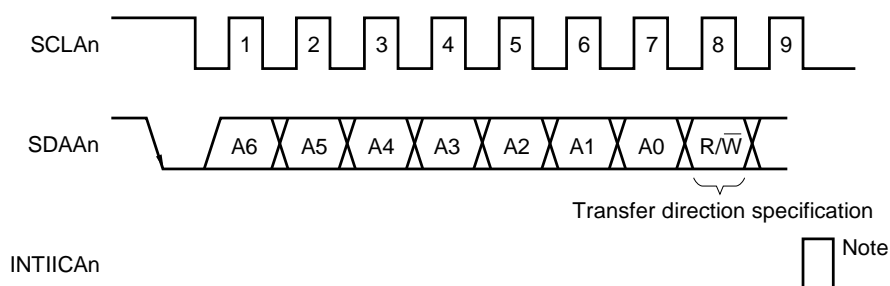 SCLAn 1 2 3 4 5 6 7 8 9
SDAAn A6 A5 A4 A3 A2 A1 A0 R/W̅
Transfer direction specification
INTIICAn Note